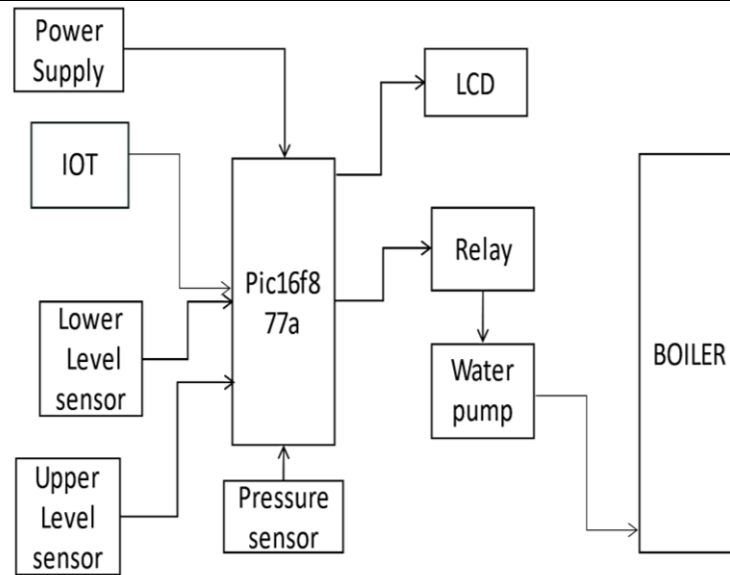 Power
Supply
LCD
IOT
Pic16f8
77a
Relay
Lower
Level
sensor
Water
pump
BOILER
Upper
Level
sensor
Pressure
sensor